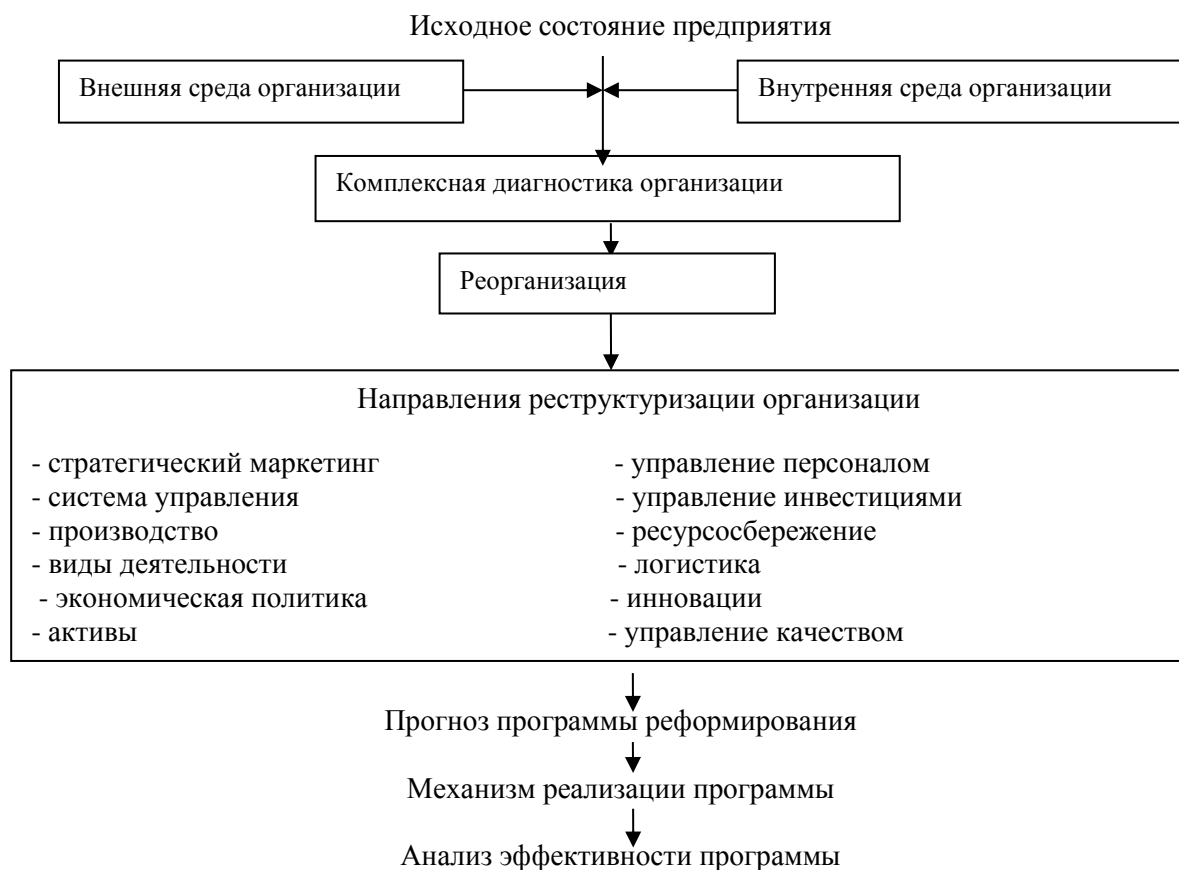 Исходное состояние предприятия
Внешняя среда организации
Внутренняя среда организации
Комплексная диагностика организации
Реорганизация
Направления реструктуризации организации
- стратегический маркетинг
- система управления
- производство
- виды деятельности
- экономическая политика
- активы
- управление персоналом
- управление инвестициями
- ресурсосбережение
- логистика
- инновации
- управление качеством
Прогноз программы реформирования
Механизм реализации программы
Анализ эффективности программы